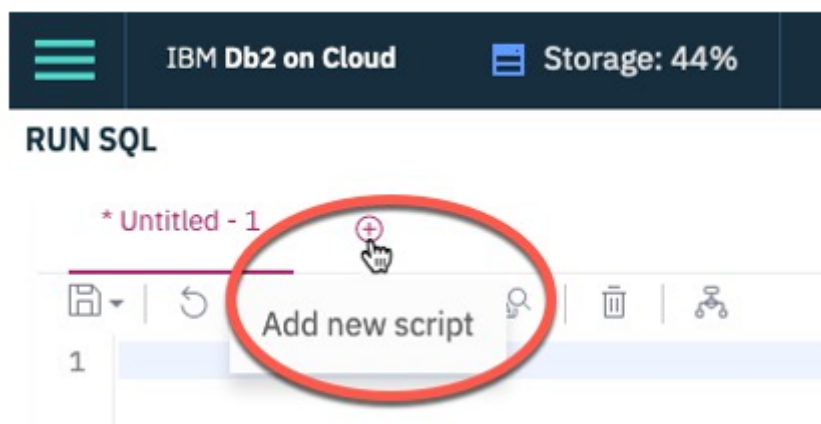 IBM Db2 on Cloud
Storage: 44%
RUN SQL
* Untitled - 1
Add new script
1